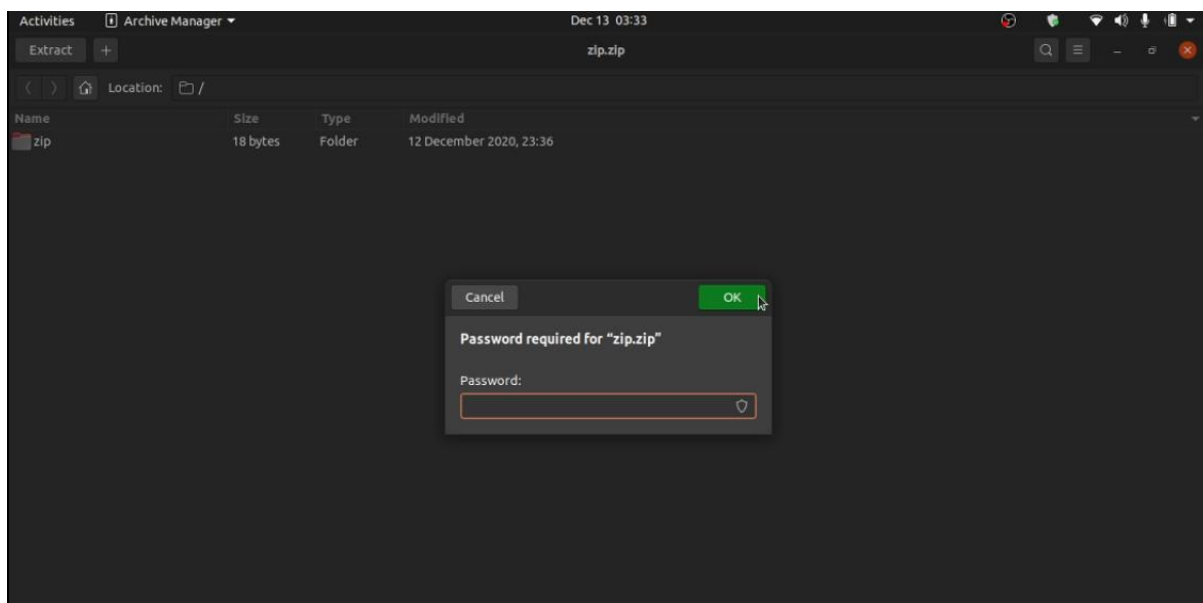 Activities Archive Manager Dec 13 03:33
Extract + zip.zip
Location: /
Name Size Type Modified
zip 18 bytes Folder 12 December 2020, 23:36
Cancel OK
Password required for “zip.zip”
Password: